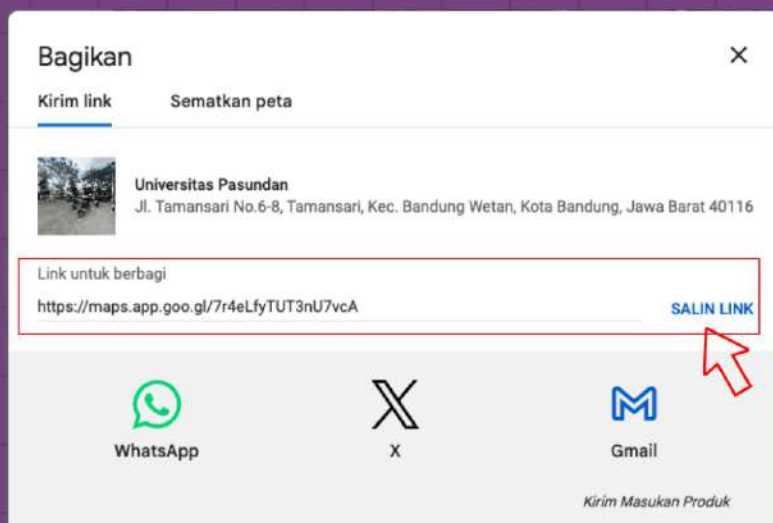 Bagikan
Kirim link Sematkan peta
Universitas Pasundan
Jl. Tamansari No.6-8, Tamansari, Kec. Bandung Wetan, Kota Bandung, Jawa Barat 40116
Link untuk berbagi
https://maps.app.goo.gl/7r4eLfyTUT3nU7vcA SALIN LINK
WhatsApp X Gmail
Kirim Masukan Produk